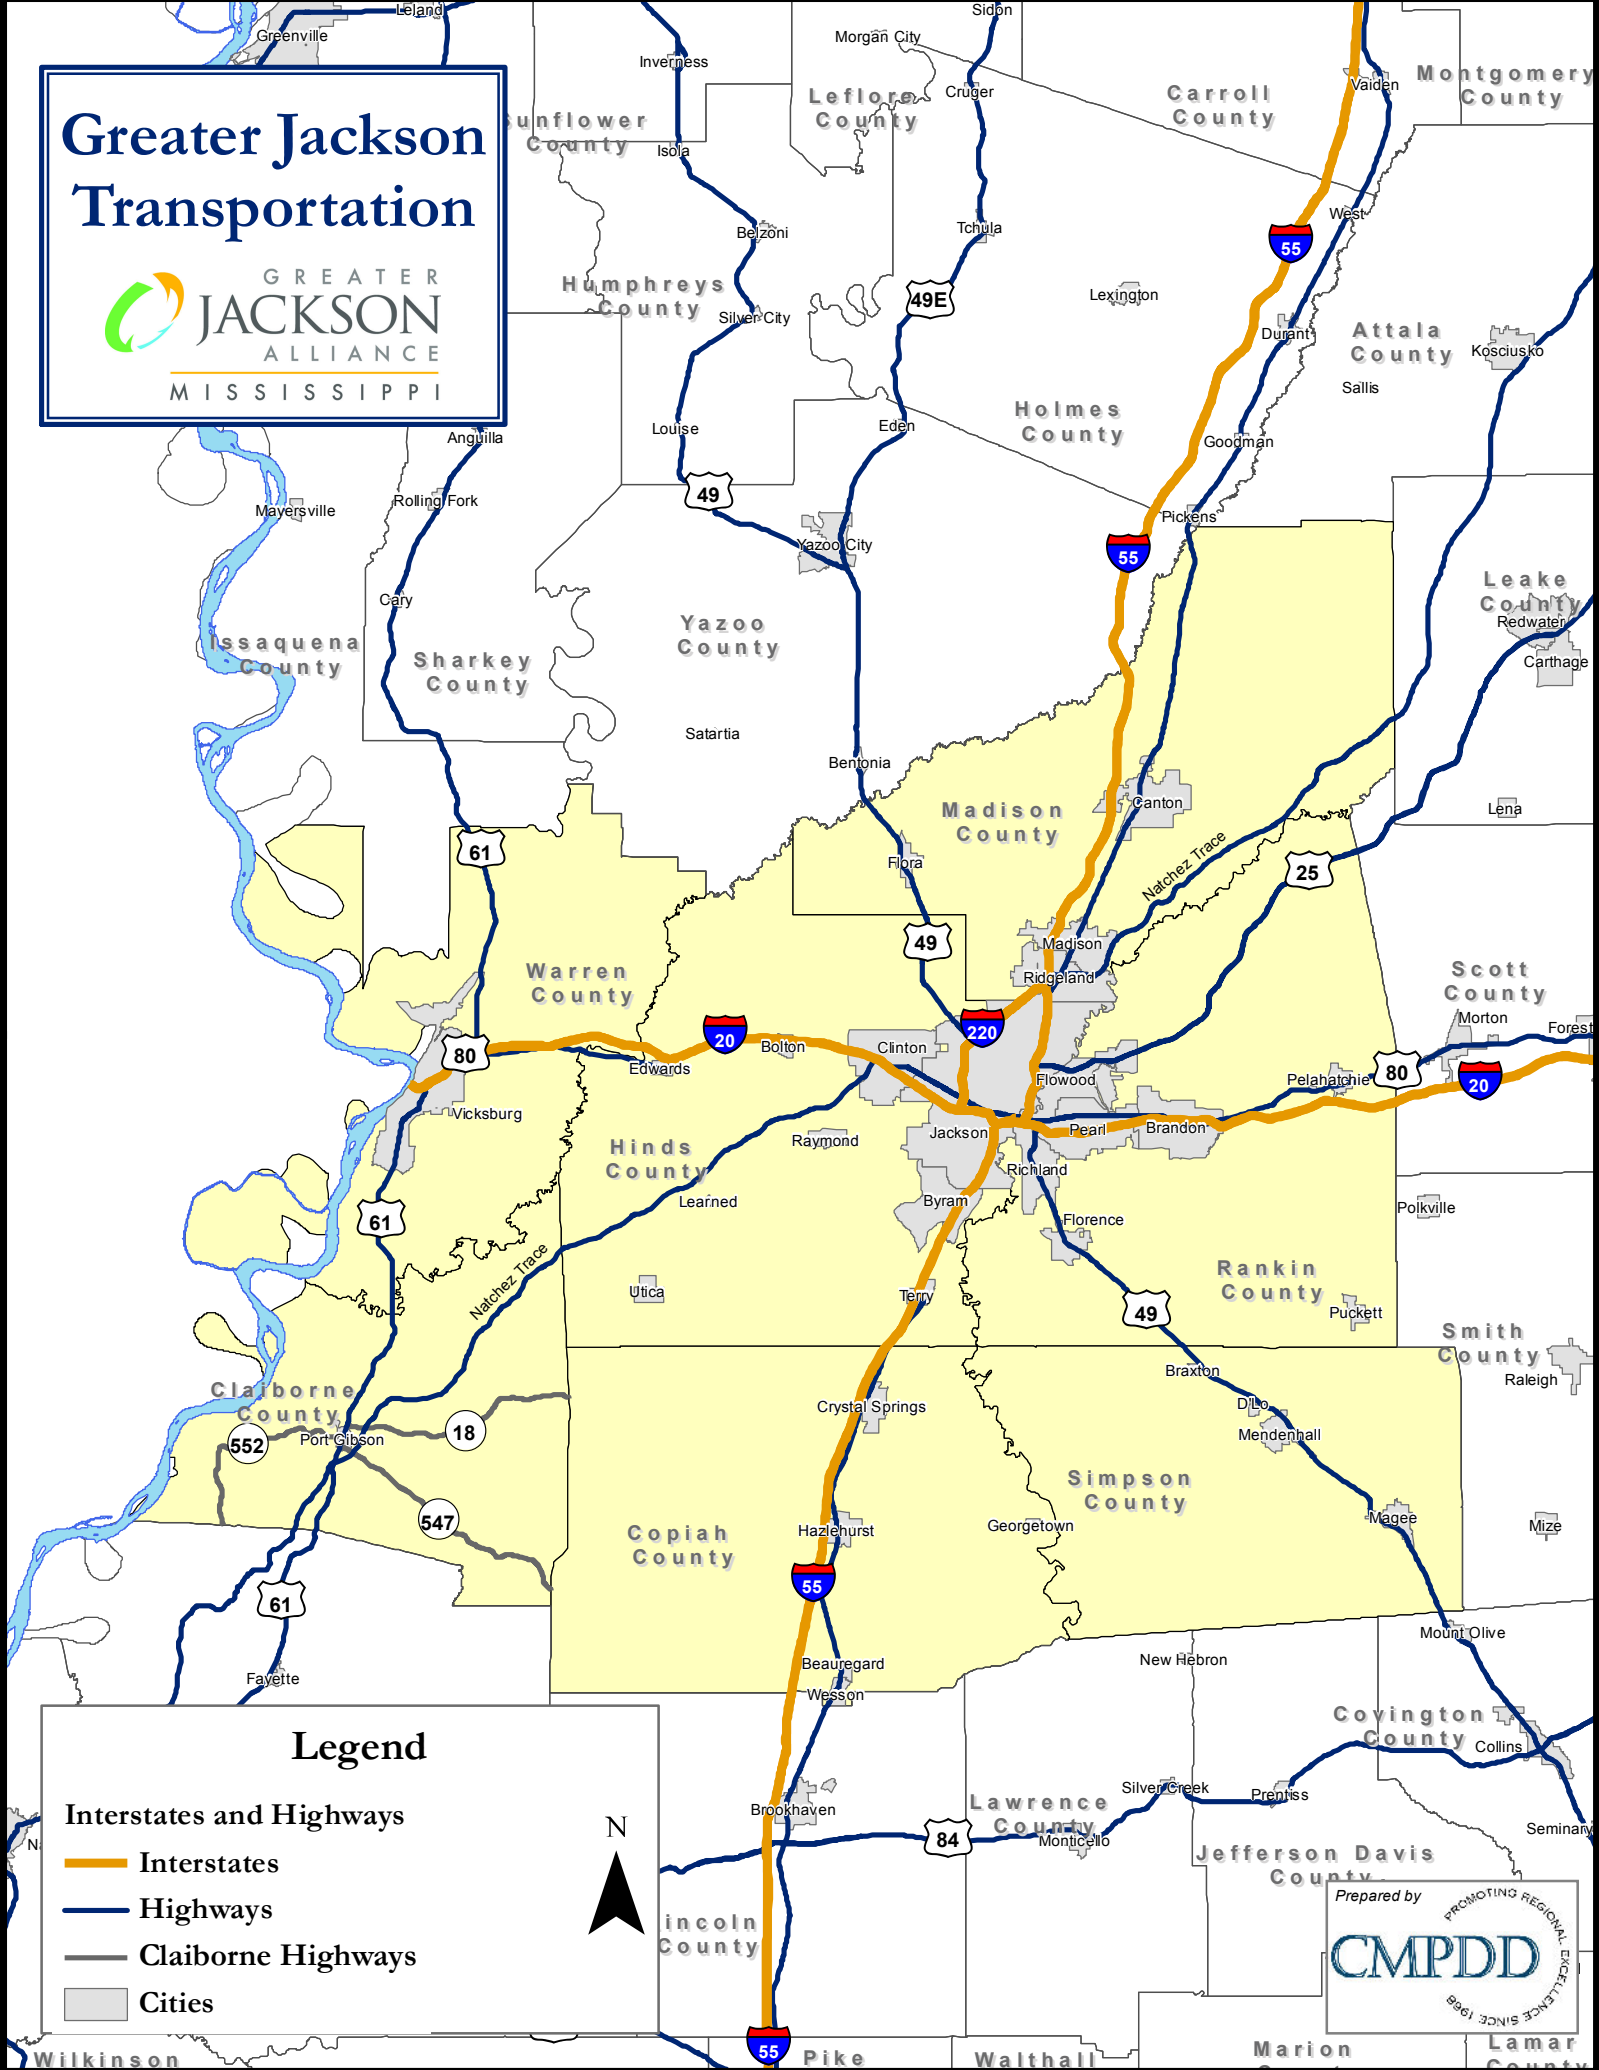 Greater Jackson
Transportation
GREATER
JACKSON
ALLIANCE
MISSISSIPPI
Greenville
Leland
Inverness
Morgan City
Sidon
Cruger
Vaiden
Montgomery
County
Carroll
County
Leflore
County
unflower
County
Isola
Belzoni
Tchula
West
55
Humphreys
County
Silver City
49E
Lexington
Durant
Attala
County
Kosciusko
Sallis
Holmes
County
Goodman
Louise
Eden
Anguilla
49
Rolling Fork
Mayersville
Yazoo City
Pickens
55
Leake
County
Redwater
Carthage
Cary
Yazoo
County
Issaquena
County
Sharkey
County
Satartia
Bentonia
Canton
Madison
County
Lena
61
Flora
Natchez Trace
25
49
Madison
Ridgeland
Warren
County
Scott
County
Morton
Forest
80
20
Bolton
Clinton
220
Edwards
Flowood
Pelahatchie
80
20
Vicksburg
Jackson
Pearl
Brandon
Raymond
Hinds
County
Richland
Learned
Byram
Florence
Polkville
61
Natchez Trace
Utica
Terry
Rankin
County
49
Puckett
Smith
County
Raleigh
Claiborne
County
Braxton
D'Lo
Mendenhall
Crystal Springs
552
Port Gibson
18
547
Simpson
County
Copiah
County
Hazlehurst
Georgetown
Magee
Mize
55
61
Mount Olive
Fayette
Beauregard
Wesson
New Hebron
Covington
County
Collins
Brookhaven
Silver Creek
Prentiss
Lawrence
County
Monticello
84
Seminary
Jefferson Davis
County
N
incoln
County
55
Wilkinson
Pike
Walthall
Marion
Lamar
County
Legend
Interstates and Highways
Interstates
Highways
Claiborne Highways
Cities
N
Prepared by
CMPDD
PROMOTING REGIONAL EXCELLENCE SINCE 1968